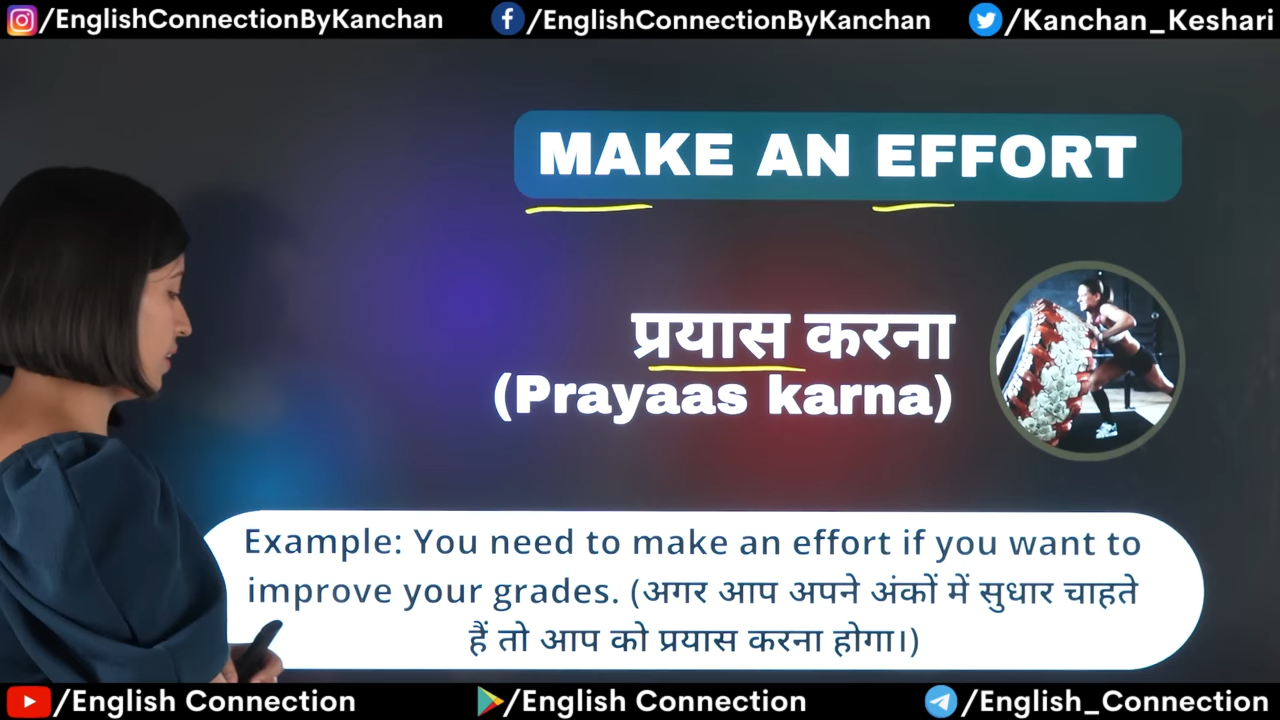 /EnglishConnectionByKanchan /EnglishConnectionByKanchan /Kanchan_Keshari
MAKE AN EFFORT
प्रयास करना
(Prayaas karna)
Example: You need to make an effort if you want to
improve your grades. (अगर आप अपने अंकों में सुधार चाहते
हैं तो आप को प्रयास करना होगा।)
/English Connection /English Connection /English_Connection